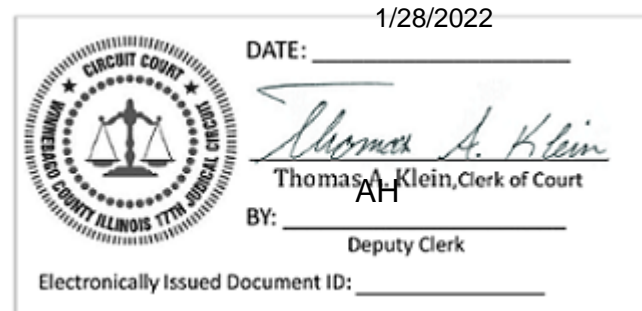 1/28/2022
DATE:
CIRCUIT COURT
WINNEBAGO COUNTY ILLINOIS 17TH JUDICIAL CIRCUIT
Thomas A. Klein
Thomas A. Klein, Clerk of Court
AH
BY:
Deputy Clerk
Electronically Issued Document ID: